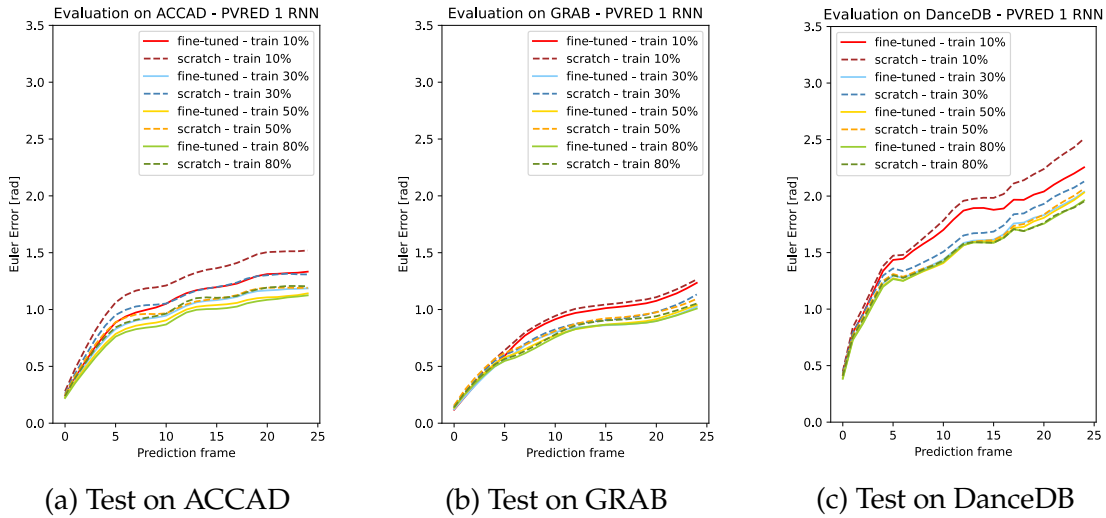 Evaluation on ACCAD - PVRED 1 RNN
3.5
3.0
2.5
2.0
1.5
1.0
0.5
0.0
Euler Error [rad]
fine-tuned - train 10%
scratch - train 10%
fine-tuned - train 30%
scratch - train 30%
fine-tuned - train 50%
scratch - train 50%
fine-tuned - train 80%
scratch - train 80%
0 5 10 15 20 25
Prediction frame
(a) Test on ACCAD
Evaluation on GRAB - PVRED 1 RNN
3.5
3.0
2.5
2.0
1.5
1.0
0.5
0.0
Euler Error [rad]
fine-tuned - train 10%
scratch - train 10%
fine-tuned - train 30%
scratch - train 30%
fine-tuned - train 50%
scratch - train 50%
fine-tuned - train 80%
scratch - train 80%
0 5 10 15 20 25
Prediction frame
(b) Test on GRAB
Evaluation on DanceDB - PVRED 1 RNN
3.5
3.0
2.5
2.0
1.5
1.0
0.5
0.0
Euler Error [rad]
fine-tuned - train 10%
scratch - train 10%
fine-tuned - train 30%
scratch - train 30%
fine-tuned - train 50%
scratch - train 50%
fine-tuned - train 80%
scratch - train 80%
0 5 10 15 20 25
Prediction frame
(c) Test on DanceDB